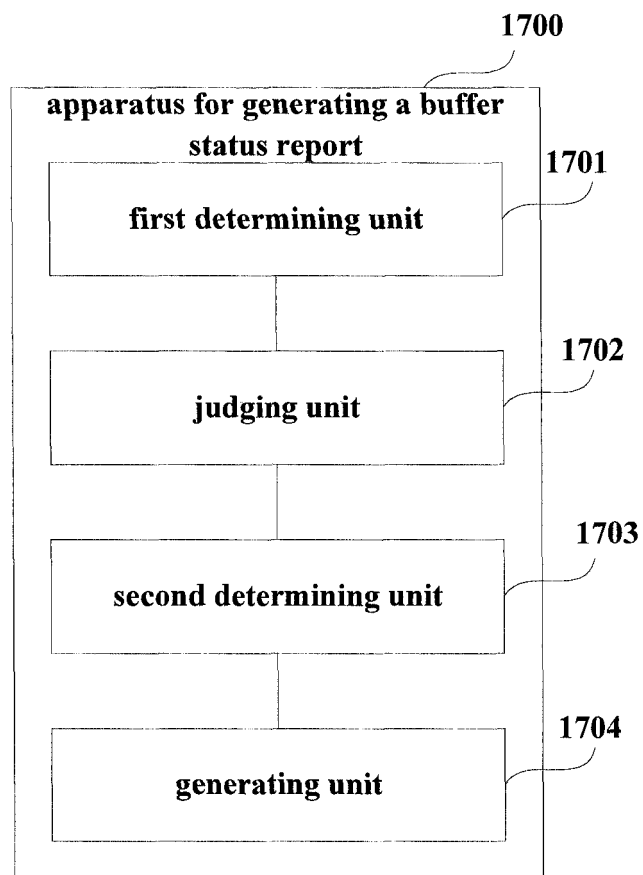 1700
apparatus for generating a buffer
status report
1701
first determining unit
1702
judging unit
1703
second determining unit
1704
generating unit